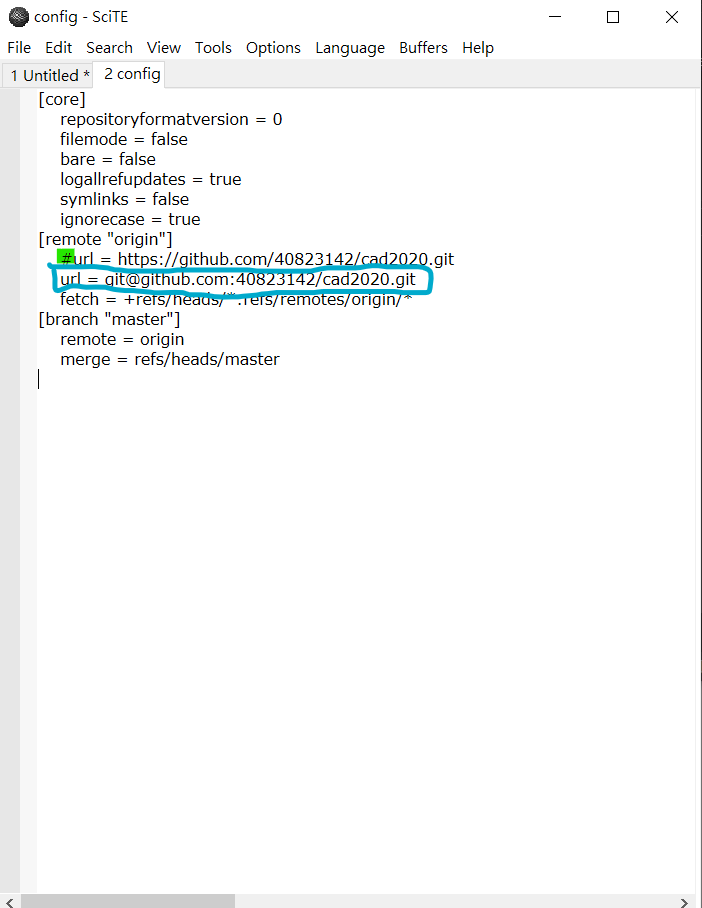 config - SciTE
File Edit Search View Tools Options Language Buffers Help
1 Untitled * 2 config
[core]
repositoryformatversion = 0
filemode = false
bare = false
logallrefupdates = true
symlinks = false
ignorecase = true
[remote "origin"]
#url = https://github.com/40823142/cad2020.git
url = git@github.com:40823142/cad2020.git
fetch = +refs/heads/*:refs/remotes/origin/*
[branch "master"]
remote = origin
merge = refs/heads/master